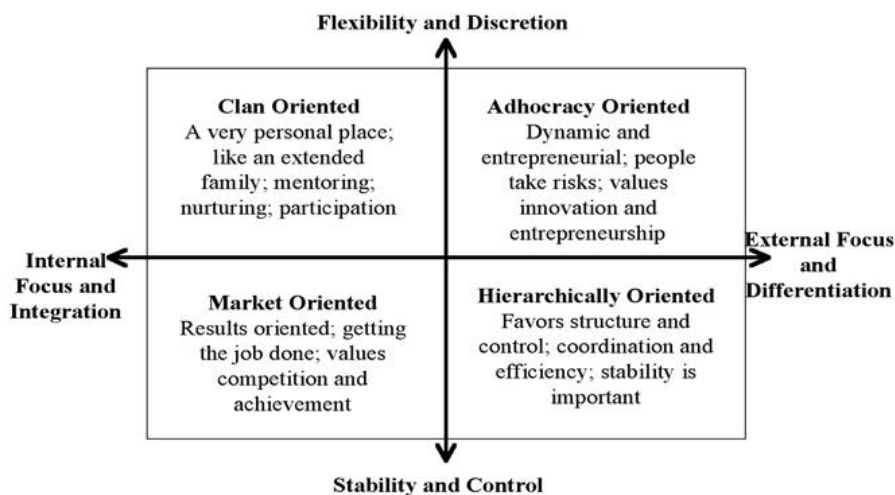 Flexibility and Discretion
Clan Oriented
A very personal place;
like an extended
family; mentoring;
nurturing; participation
Adhocracy Oriented
Dynamic and
entrepreneurial; people
take risks; values
innovation and
entrepreneurship
Internal
Focus and
Integration
External Focus
and
Differentiation
Market Oriented
Results oriented; getting
the job done; values
competition and
achievement
Hierarchically Oriented
Favors structure and
control; coordination and
efficiency; stability is
important
Stability and Control